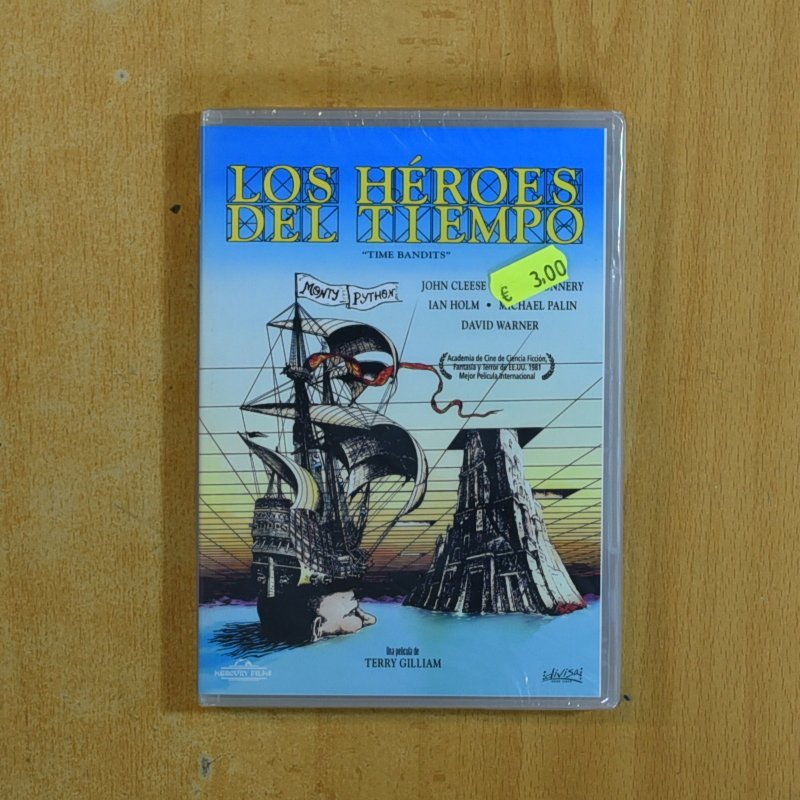 LOS HÉROES
DEL TIEMPO
"TIME BANDITS"
MONTY PYTHON
€ 3.00
JOHN CLEESE
IAN HOLM • MICHAEL PALIN
DAVID WARNER
Academia de Cine de Ciencia Ficción,
Fantasía y Terror de EE.UU. 1981
Mejor Película Internacional
Una película de
TERRY GILLIAM
MERCURY FILMS
divisa